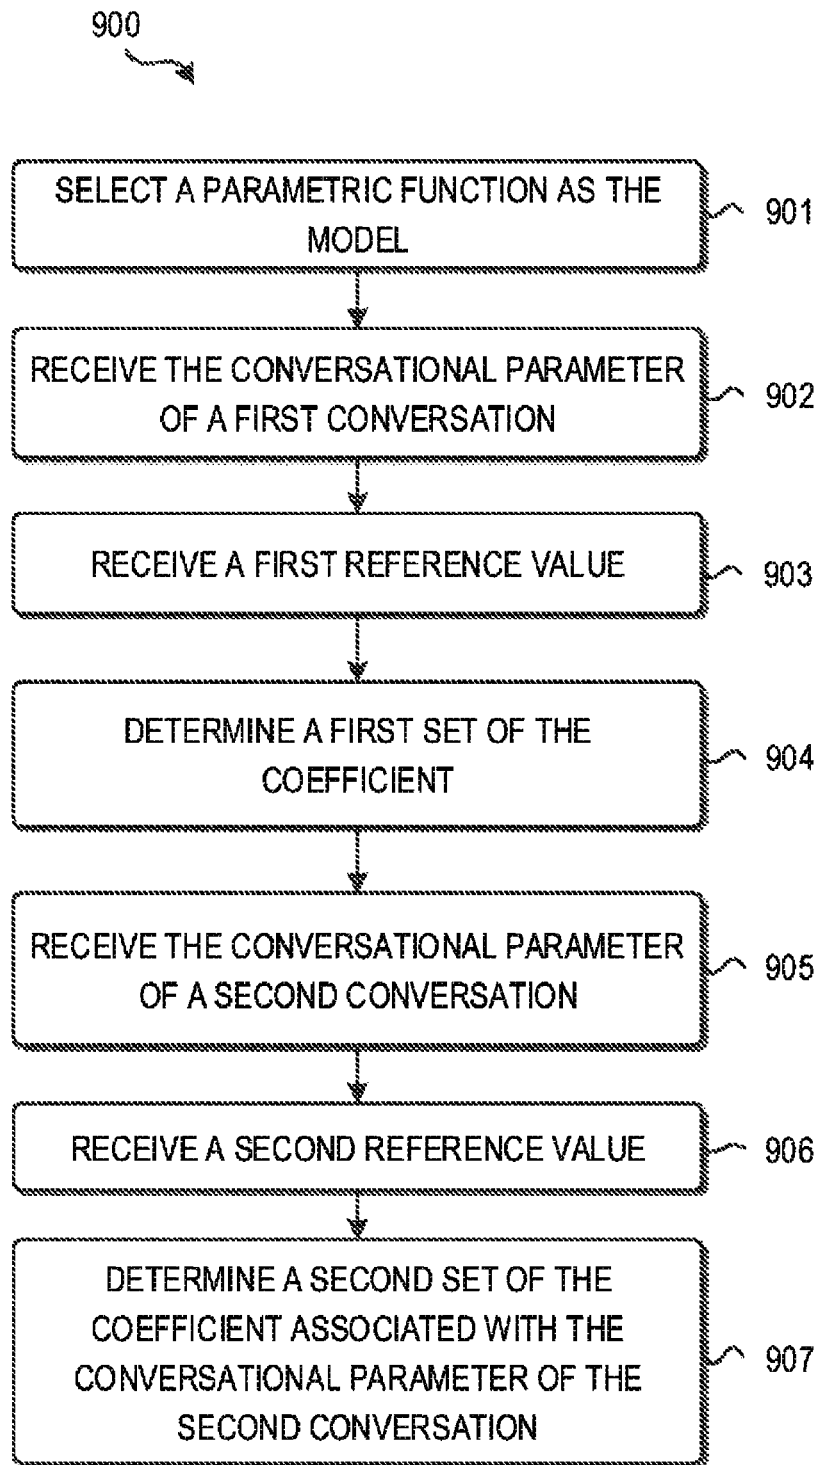 900
SELECT A PARAMETRIC FUNCTION AS THE
MODEL
901
RECEIVE THE CONVERSATIONAL PARAMETER
OF A FIRST CONVERSATION
902
RECEIVE A FIRST REFERENCE VALUE
903
DETERMINE A FIRST SET OF THE
COEFFICIENT
904
RECEIVE THE CONVERSATIONAL PARAMETER
OF A SECOND CONVERSATION
905
RECEIVE A SECOND REFERENCE VALUE
906
DETERMINE A SECOND SET OF THE
COEFFICIENT ASSOCIATED WITH THE
CONVERSATIONAL PARAMETER OF THE
SECOND CONVERSATION
907